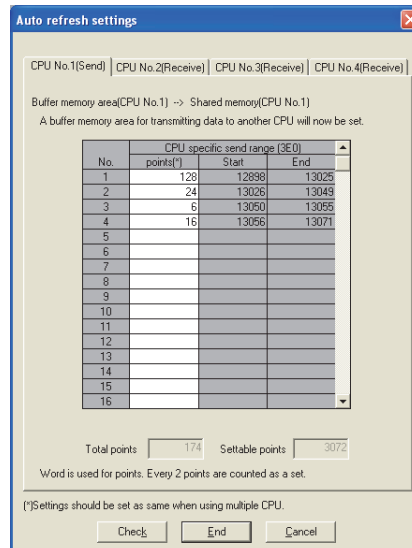 Auto refresh settings
CPU No.1(Send) CPU No.2(Receive) CPU No.3(Receive) CPU No.4(Receive)
Buffer memory area(CPU No.1) --> Shared memory(CPU No.1)
A buffer memory area for transmitting data to another CPU will now be set.
CPU specific send range (3E0)
No. points(*) Start End
1 128 12898 13025
2 24 13026 13049
3 6 13050 13055
4 16 13056 13071
5
6
7
8
9
10
11
12
13
14
15
16
Total points 174 Settable points 3072
Word is used for points. Every 2 points are counted as a set.
(*)Settings should be set as same when using multiple CPU.
Check End Cancel